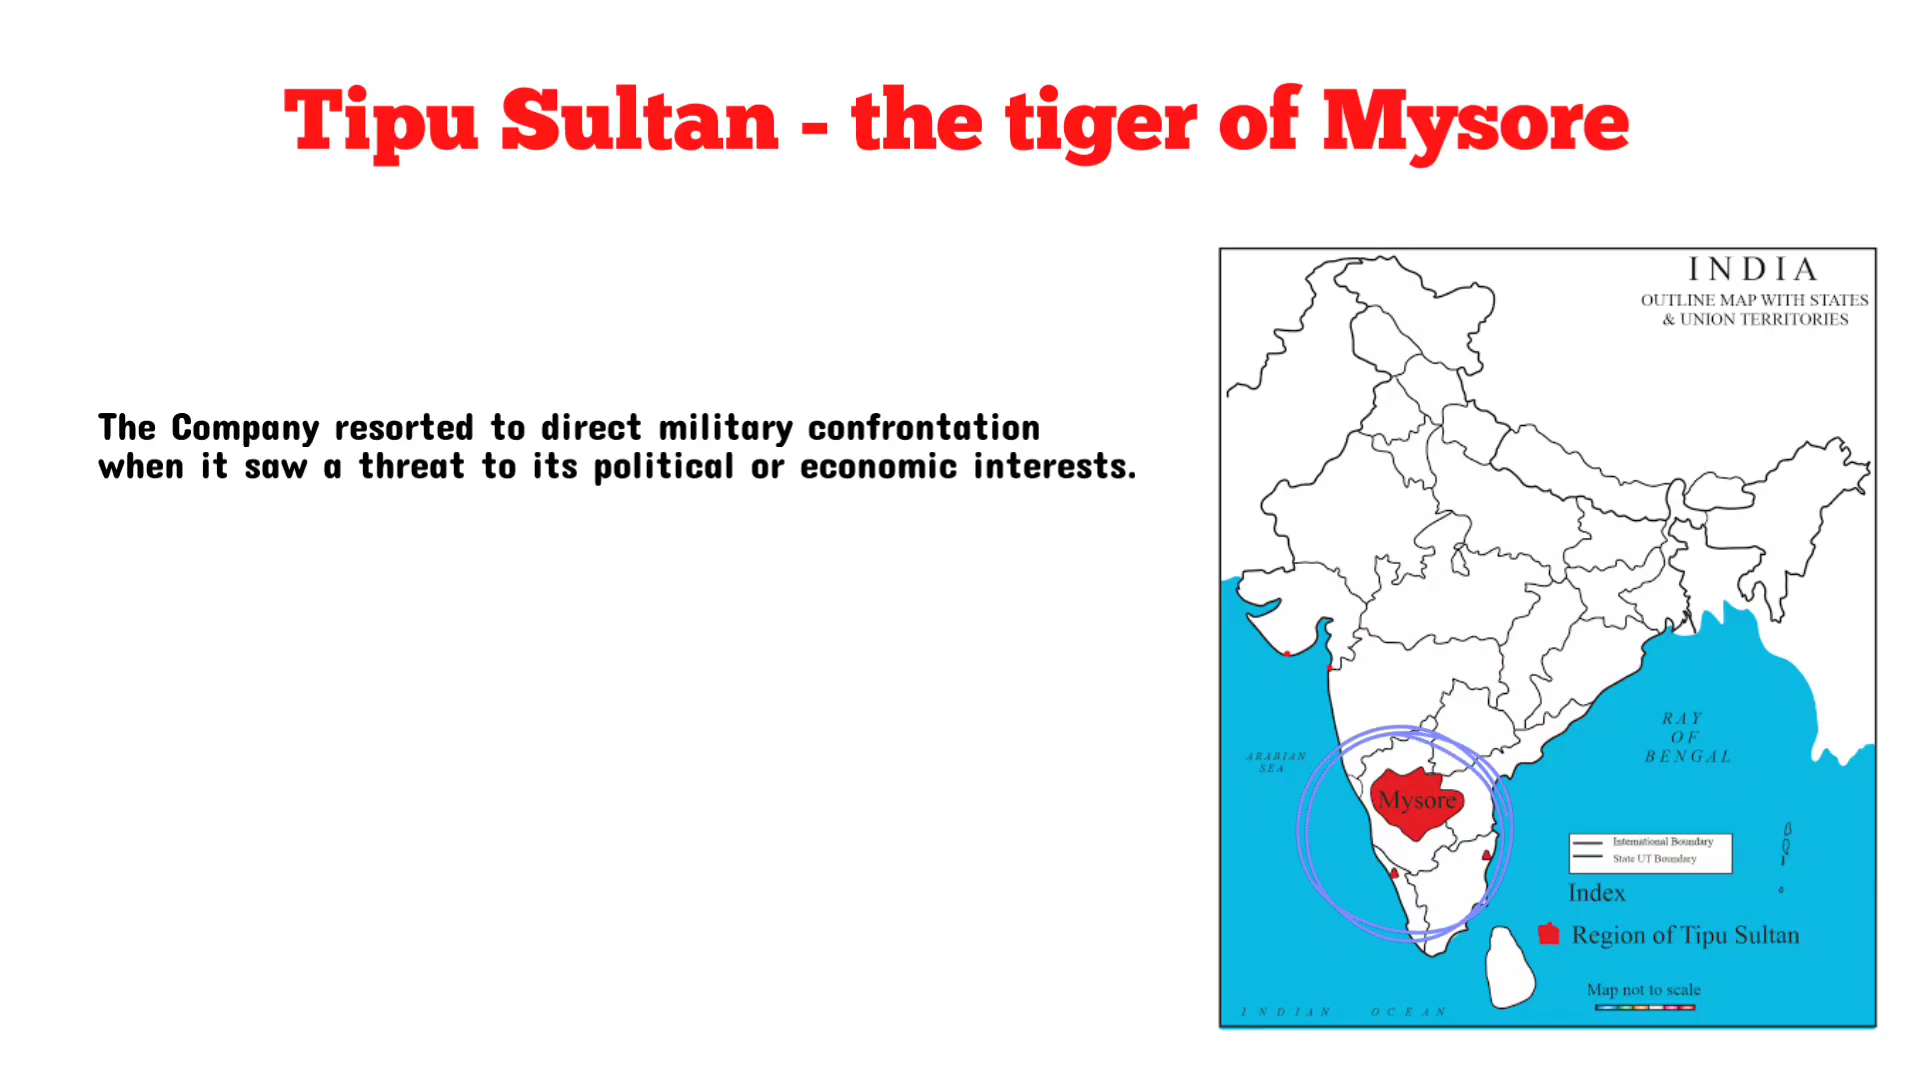 Tipu Sultan - the tiger of Mysore
The Company resorted to direct military confrontation
when it saw a threat to its political or economic interests.
INDIA
OUTLINE MAP WITH STATES
& UNION TERRITORIES
RAY
OF
BENGAL
ARABIAN
SEA
Mysore
International Boundary
State UT Boundary
Index
Region of Tipu Sultan
Map not to scale
INDIAN OCEAN